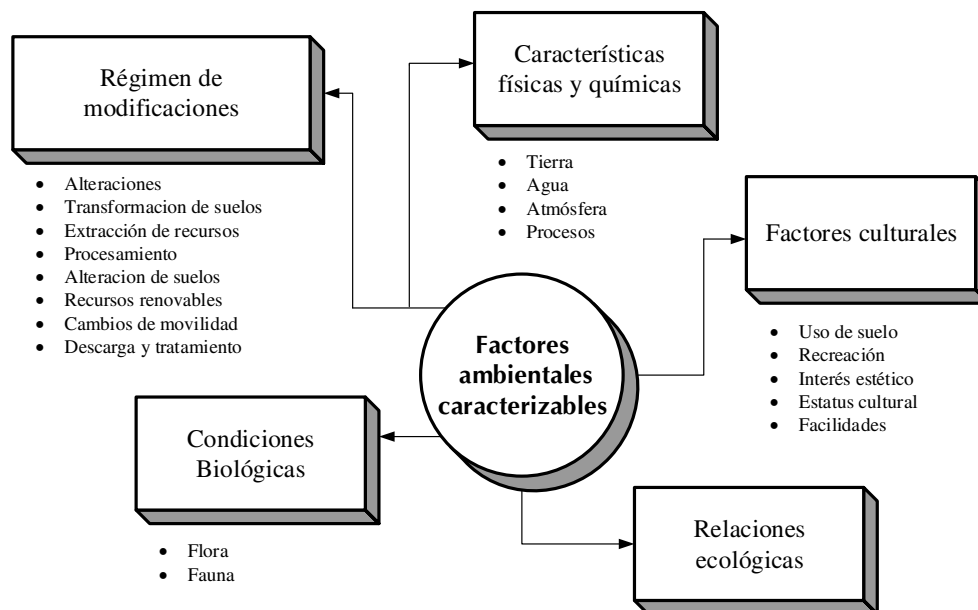 Régimen de
modificaciones
• Alteraciones
• Transformacion de suelos
• Extracción de recursos
• Procesamiento
• Alteracion de suelos
• Recursos renovables
• Cambios de movilidad
• Descarga y tratamiento
Características
físicas y químicas
• Tierra
• Agua
• Atmósfera
• Procesos
Factores culturales
• Uso de suelo
• Recreación
• Interés estético
• Estatus cultural
• Facilidades
Factores
ambientales
caracterizables
Condiciones
Biológicas
• Flora
• Fauna
Relaciones
ecológicas